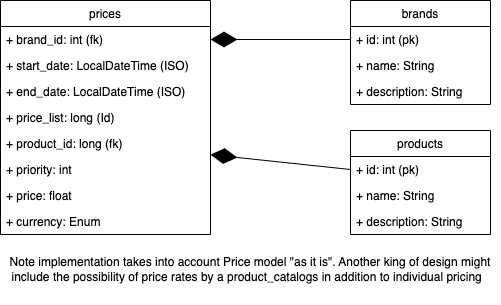 prices
+ brand_id: int (fk)
+ start_date: LocalDateTime (ISO)
+ end_date: LocalDateTime (ISO)
+ price_list: long (Id)
+ product_id: long (fk)
+ priority: int
+ price: float
+ currency: Enum
brands
+ id: int (pk)
+ name: String
+ description: String
products
+ id: int (pk)
+ name: String
+ description: String
Note implementation takes into account Price model "as it is". Another king of design might
include the possibility of price rates by a product_catalogs in addition to individual pricing